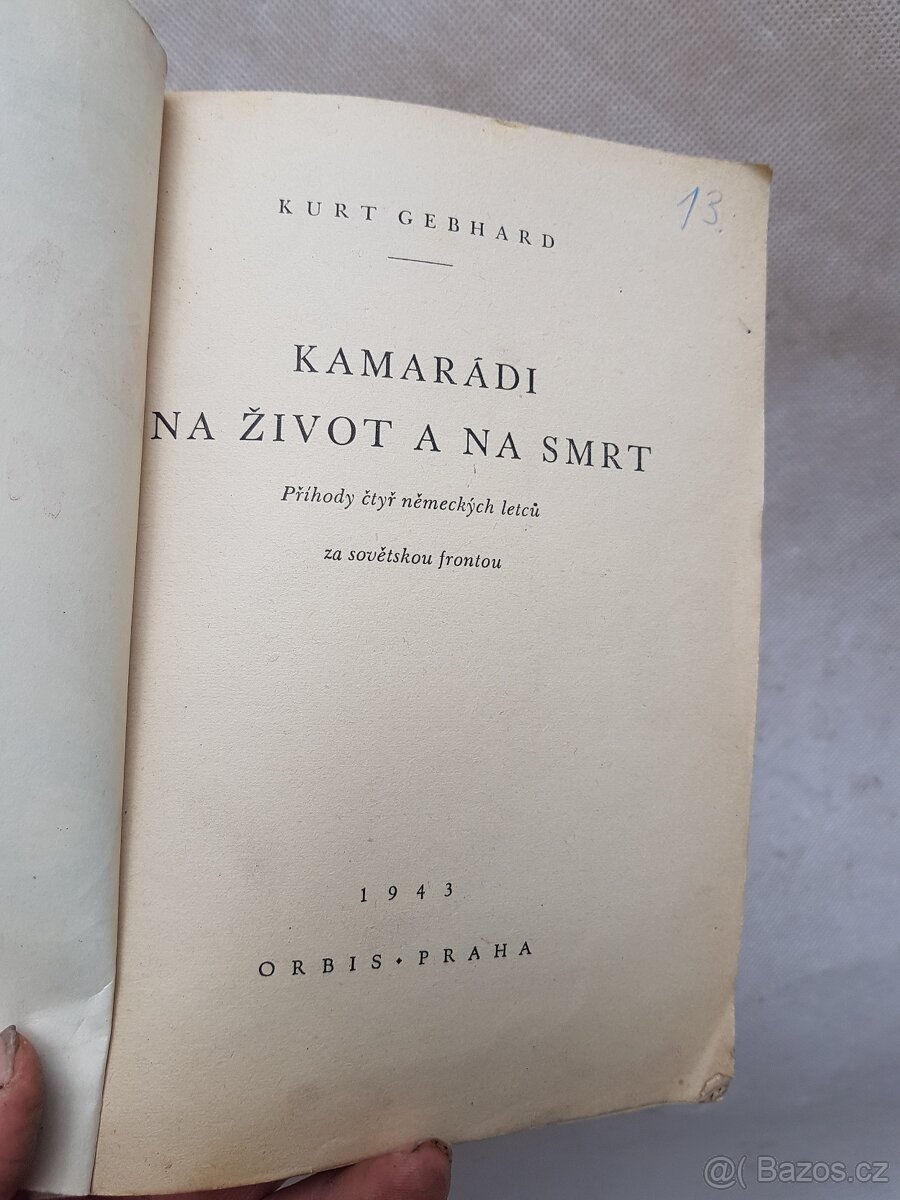 13
KURT GEBHARD
KAMARÁDI
NA ŽIVOT A NA SMRT
Příhody čtyř německých letců
za sovětskou frontou
1943
ORBIS • PRAHA
@( Bazos.cz